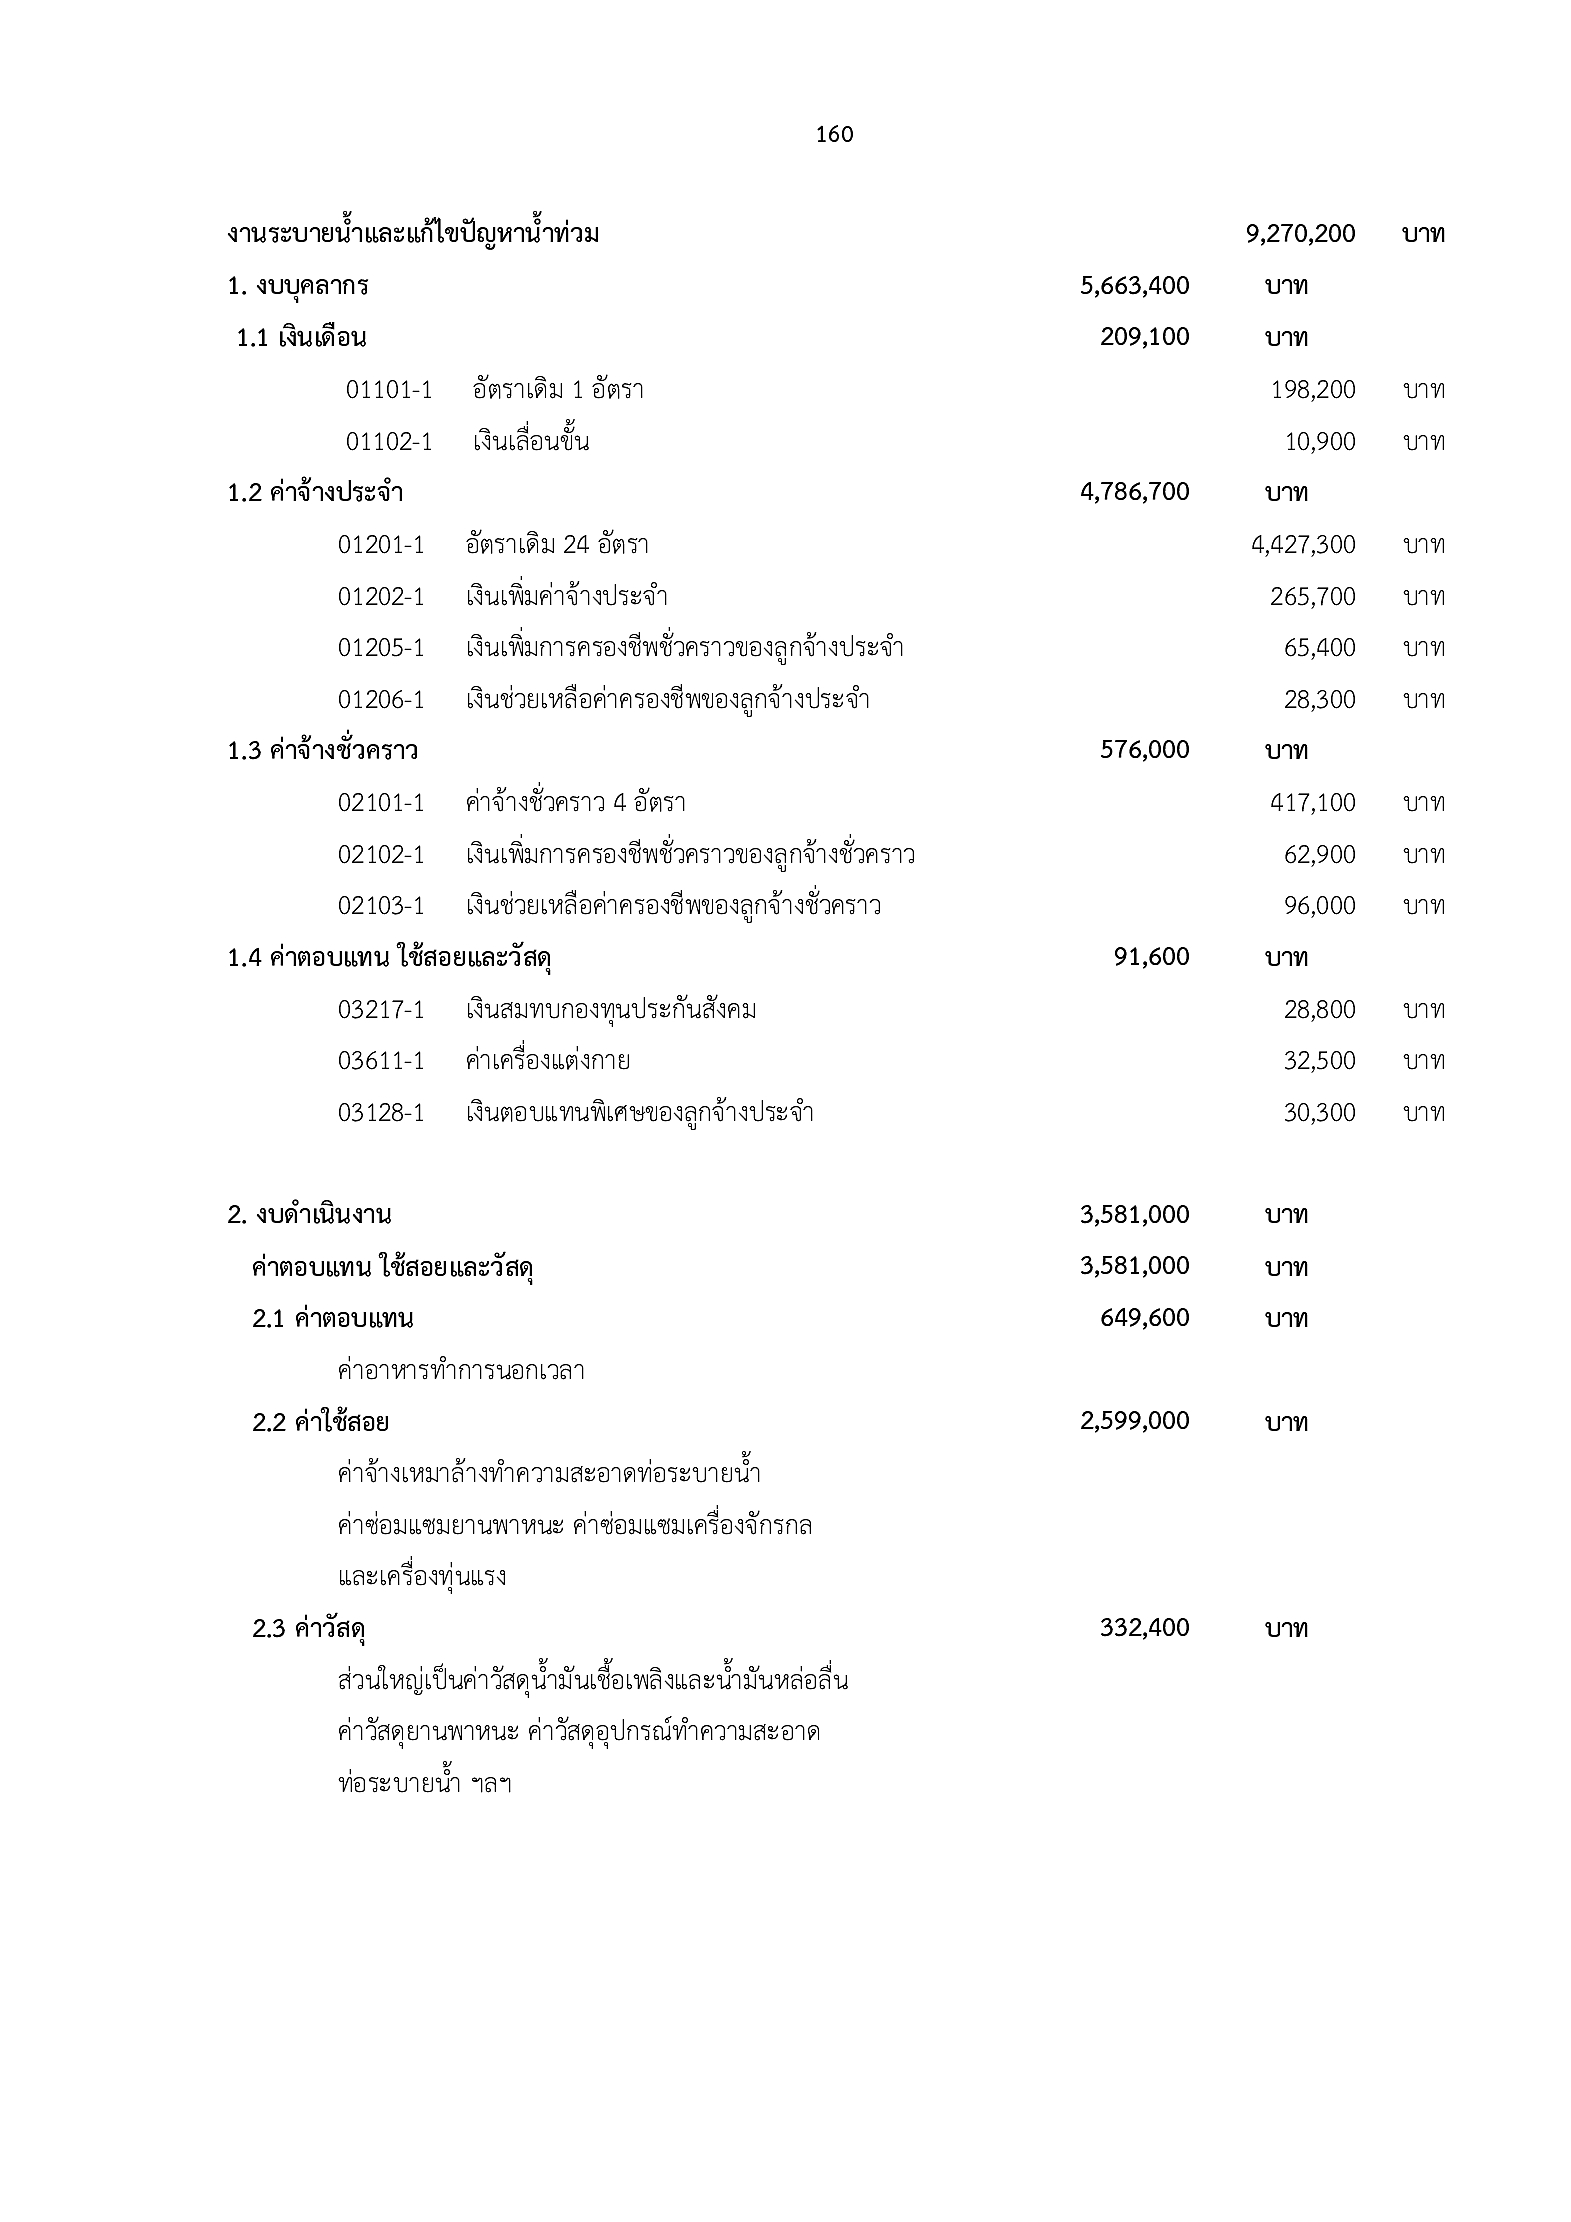 160
งานระบายน้ำและแก้ไขปัญหาน้ำท่วม 9,270,200 บาท
1. งบบุคลากร 5,663,400 บาท
1.1 เงินเดือน 209,100 บาท
01101-1 อัตราเดิม 1 อัตรา 198,200 บาท
01102-1 เงินเลื่อนขั้น 10,900 บาท
1.2 ค่าจ้างประจำ 4,786,700 บาท
01201-1 อัตราเดิม 24 อัตรา 4,427,300 บาท
01202-1 เงินเพิ่มค่าจ้างประจำ 265,700 บาท
01205-1 เงินเพิ่มการครองชีพชั่วคราวของลูกจ้างประจำ 65,400 บาท
01206-1 เงินช่วยเหลือค่าครองชีพของลูกจ้างประจำ 28,300 บาท
1.3 ค่าจ้างชั่วคราว 576,000 บาท
02101-1 ค่าจ้างชั่วคราว 4 อัตรา 417,100 บาท
02102-1 เงินเพิ่มการครองชีพชั่วคราวของลูกจ้างชั่วคราว 62,900 บาท
02103-1 เงินช่วยเหลือค่าครองชีพของลูกจ้างชั่วคราว 96,000 บาท
1.4 ค่าตอบแทน ใช้สอยและวัสดุ 91,600 บาท
03217-1 เงินสมทบกองทุนประกันสังคม 28,800 บาท
03611-1 ค่าเครื่องแต่งกาย 32,500 บาท
03128-1 เงินตอบแทนพิเศษของลูกจ้างประจำ 30,300 บาท
2. งบดำเนินงาน 3,581,000 บาท
ค่าตอบแทน ใช้สอยและวัสดุ 3,581,000 บาท
2.1 ค่าตอบแทน 649,600 บาท
ค่าอาหารทำการนอกเวลา
2.2 ค่าใช้สอย 2,599,000 บาท
ค่าจ้างเหมาล้างทำความสะอาดท่อระบายน้ำ
ค่าซ่อมแซมยานพาหนะ ค่าซ่อมแซมเครื่องจักรกล
และเครื่องทุ่นแรง
2.3 ค่าวัสดุ 332,400 บาท
ส่วนใหญ่เป็นค่าวัสดุน้ำมันเชื้อเพลิงและน้ำมันหล่อลื่น
ค่าวัสดุยานพาหนะ ค่าวัสดุอุปกรณ์ทำความสะอาด
ท่อระบายน้ำ ฯลฯ